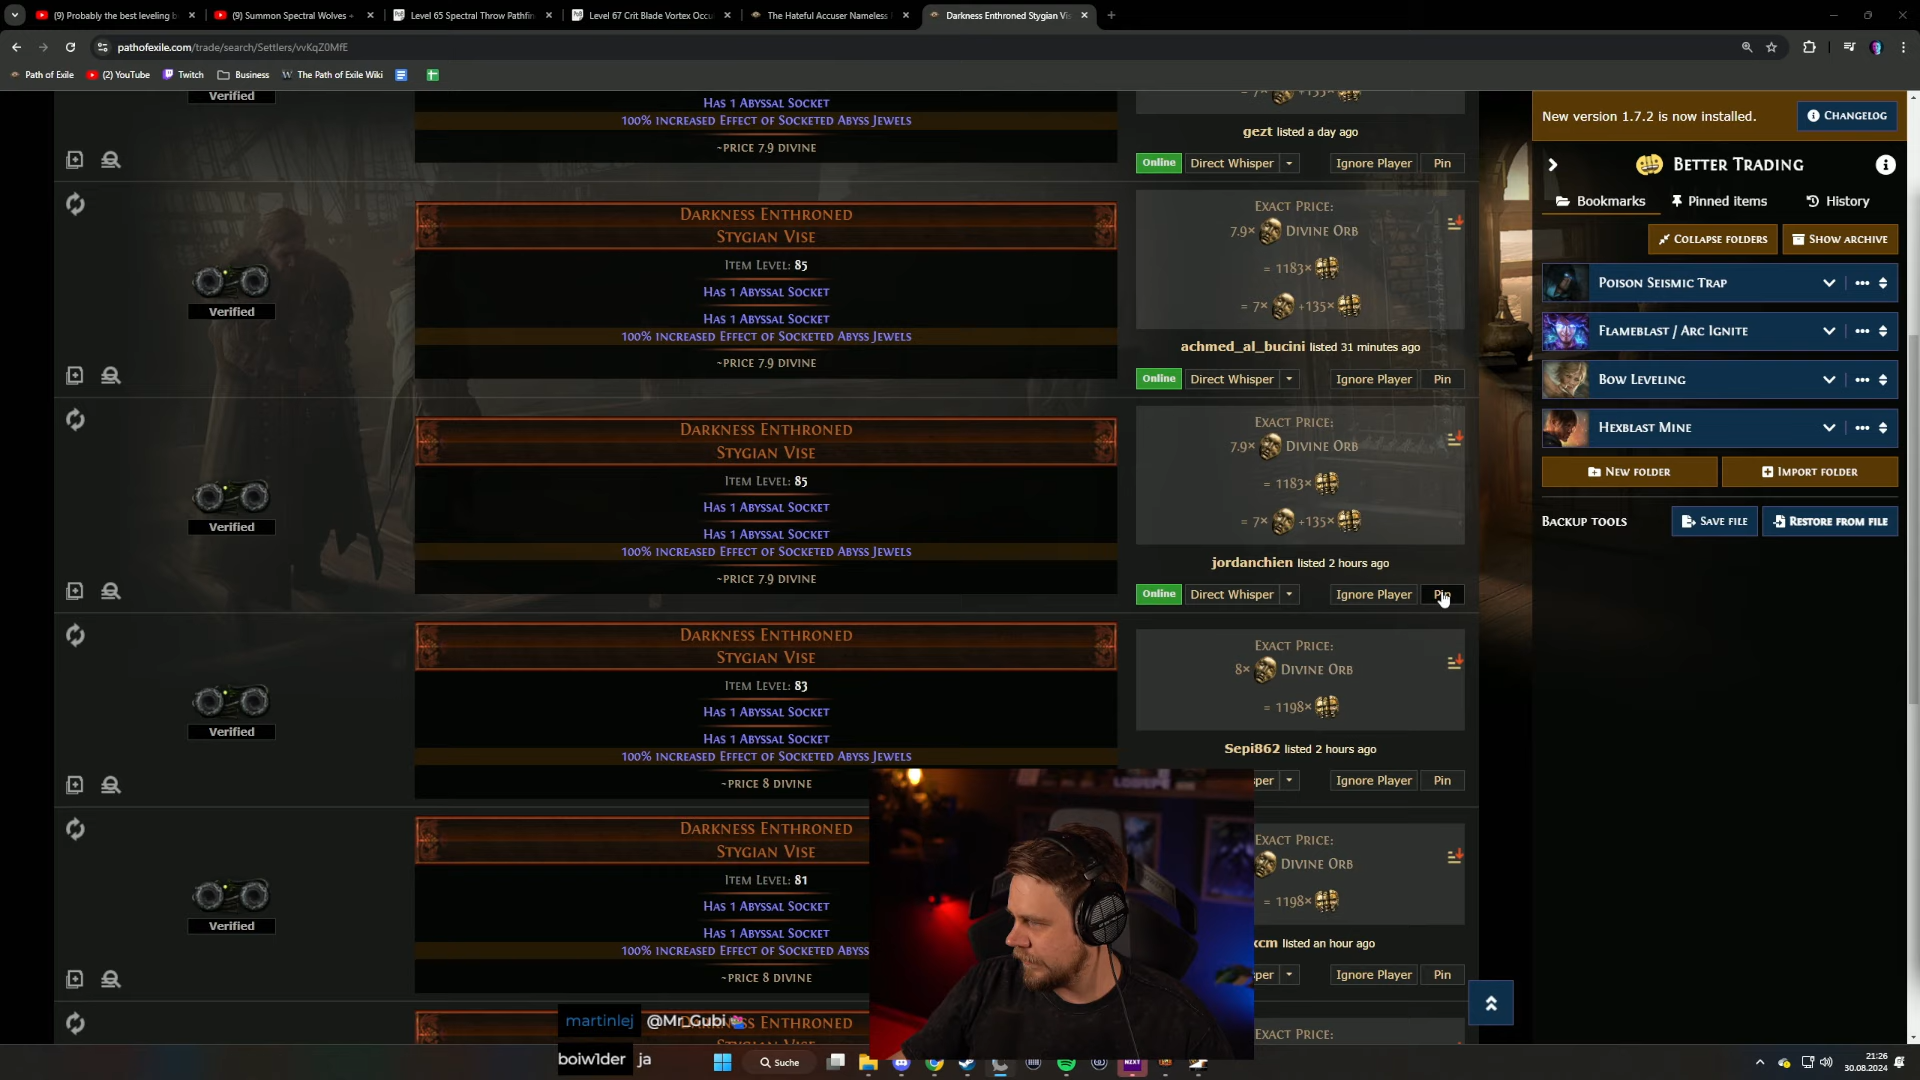 (9) Probably the best leveling b
(9) Summon Spectral Wolves +
Level 65 Spectral Throw Pathfin
Level 67 Crit Blade Vortex Occu
The Hateful Accuser Nameless
Darkness Enthroned Stygian Vis
pathofexile.com/trade/search/Settlers/vvKqZ0MfE
Path of Exile
(2) YouTube
Twitch
Business
The Path of Exile Wiki
Verified
Has 1 Abyssal Socket
100% increased Effect of Socketed Abyss Jewels
~price 7.9 divine
gezt listed a day ago
Online Direct Whisper Ignore Player Pin
Darkness Enthroned
Stygian Vise
Item Level: 85
Has 1 Abyssal Socket
Has 1 Abyssal Socket
100% increased Effect of Socketed Abyss Jewels
~price 7.9 divine
Verified
Exact Price:
7.9× Divine Orb
= 1183×
= 7× +135×
achmed_al_bucini listed 31 minutes ago
Online Direct Whisper Ignore Player Pin
Darkness Enthroned
Stygian Vise
Item Level: 85
Has 1 Abyssal Socket
Has 1 Abyssal Socket
100% increased Effect of Socketed Abyss Jewels
~price 7.9 divine
Verified
Exact Price:
7.9× Divine Orb
= 1183×
= 7× +135×
jordanchien listed 2 hours ago
Online Direct Whisper Ignore Player Pin
Darkness Enthroned
Stygian Vise
Item Level: 83
Has 1 Abyssal Socket
Has 1 Abyssal Socket
100% increased Effect of Socketed Abyss Jewels
~price 8 divine
Verified
Exact Price:
8× Divine Orb
= 1198×
Sepi862 listed 2 hours ago
per Ignore Player Pin
Darkness Enthroned
Stygian Vise
Item Level: 81
Has 1 Abyssal Socket
Has 1 Abyssal Socket
100% increased Effect of Socketed Abyss
~price 8 divine
Verified
Exact Price:
Divine Orb
= 1198×
xcm listed an hour ago
per Ignore Player Pin
Darkness Enthroned
Exact Price:
New version 1.7.2 is now installed.
Changelog
Better Trading
Bookmarks
Pinned items
History
Collapse folders
Show archive
Poison Seismic Trap
Flameblast / Arc Ignite
Bow Leveling
Hexblast Mine
New folder
Import folder
Backup tools
Save file
Restore from file
martinlej @Mr_Gubi
boiw1der ja
Suche
21:26
30.08.2024